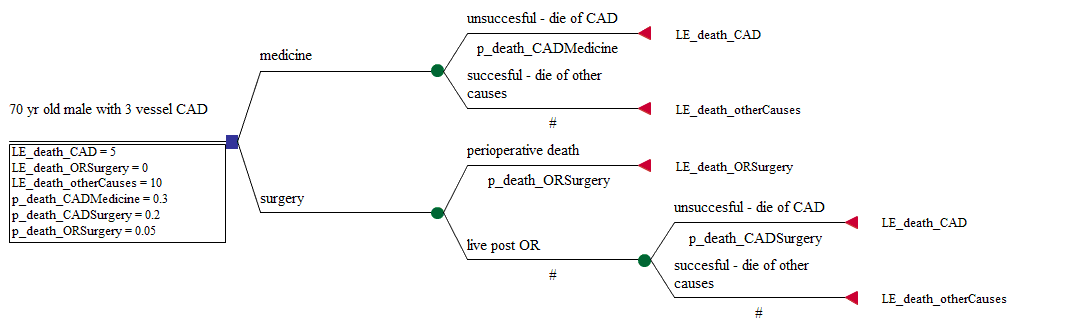 unsuccesful - die of CAD
p_death_CADMedicine
LE_death_CAD
medicine
succesful - die of other
causes
#
LE_death_otherCauses
70 yr old male with 3 vessel CAD
LE_death_CAD = 5
LE_death_ORSurgery = 0
LE_death_otherCauses = 10
p_death_CADMedicine = 0.3
p_death_CADSurgery = 0.2
p_death_ORSurgery = 0.05
perioperative death
p_death_ORSurgery
LE_death_ORSurgery
surgery
live post OR
#
unsuccesful - die of CAD
p_death_CADSurgery
LE_death_CAD
succesful - die of other
causes
#
LE_death_otherCauses